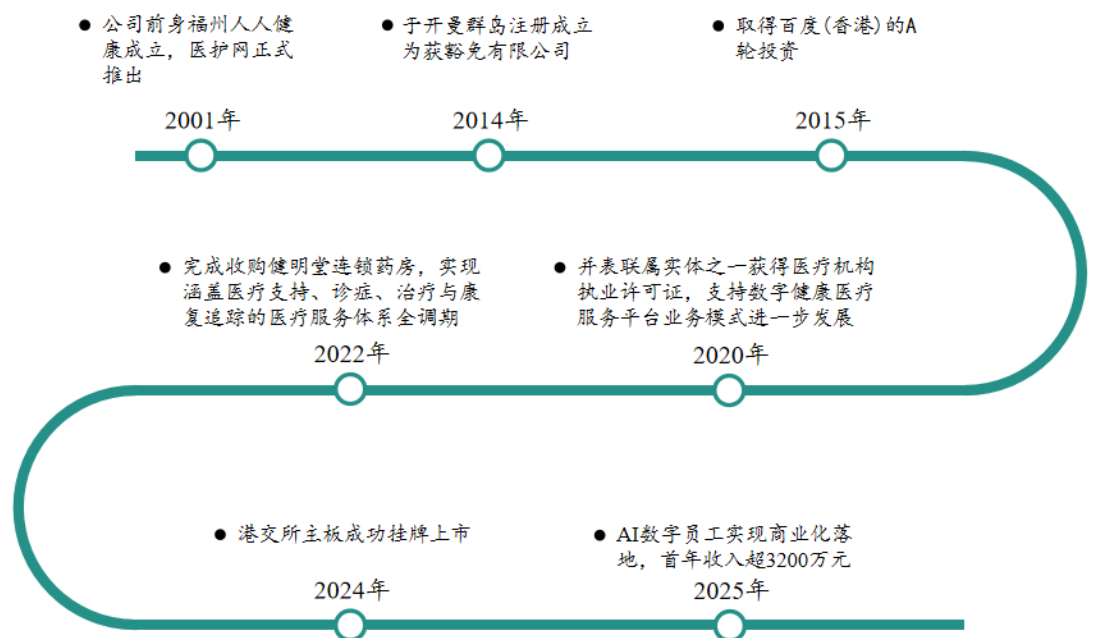 ● 公司前身福州人人健
康成立，医护网正式
推出
2001年
● 于开曼群岛注册成立
为获豁免有限公司
2014年
● 取得百度(香港)的A
轮投资
2015年
● 并表联属实体之一获得医疗机构
执业许可证，支持数字健康医疗
服务平台业务模式进一步发展
2020年
● 完成收购健明堂连锁药房，实现
涵盖医疗支持、诊症、治疗与康
复追踪的医疗服务体系全调期
2022年
● 港交所主板成功挂牌上市
2024年
● AI数字员工实现商业化落
地，首年收入超3200万元
2025年